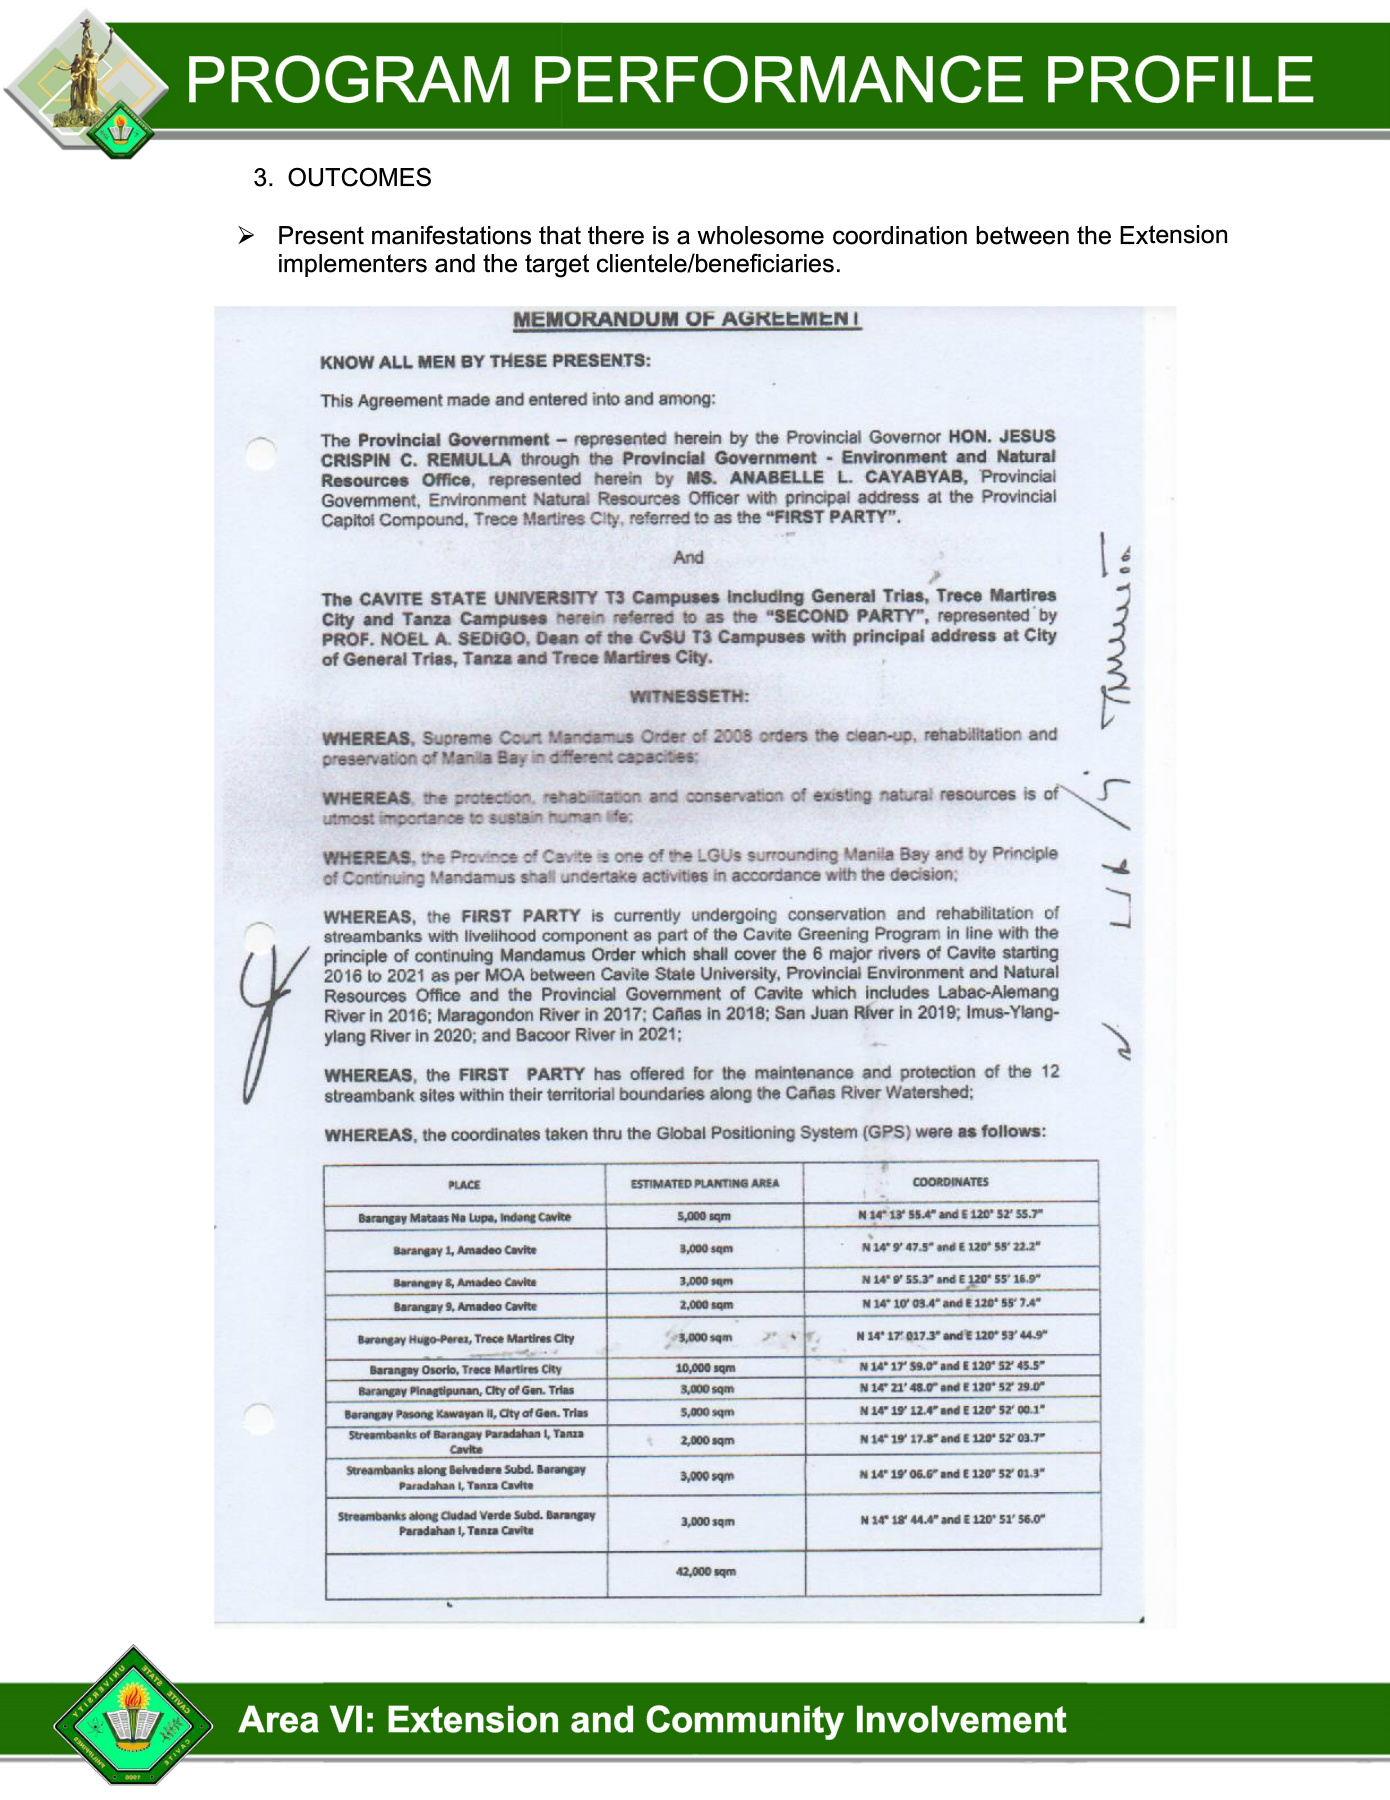 PROGRAM PERFORMANCE PROFILE
3. OUTCOMES
➢ Present manifestations that there is a wholesome coordination between the Extension
implementers and the target clientele/beneficiaries.
MEMORANDUM OF AGREEMENT
KNOW ALL MEN BY THESE PRESENTS:
This Agreement made and entered into and among:
The Provincial Government – represented herein by the Provincial Governor HON. JESUS
CRISPIN C. REMULLA through the Provincial Government - Environment and Natural
Resources Office, represented herein by MS. ANABELLE L. CAYABYAB, Provincial
Government, Environment Natural Resources Officer with principal address at the Provincial
Capitol Compound, Trece Martires City, referred to as the “FIRST PARTY”.
And
The CAVITE STATE UNIVERSITY T3 Campuses Including General Trias, Trece Martires
City and Tanza Campuses herein referred to as the “SECOND PARTY”, represented by
PROF. NOEL A. SEDIGO, Dean of the CvSU T3 Campuses with principal address at City
of General Trias, Tanza and Trece Martires City.
WITNESSETH:
WHEREAS, Supreme Court Mandamus Order of 2008 orders the clean-up, rehabilitation and
preservation of Manila Bay in different capacities;
WHEREAS, the protection, rehabilitation and conservation of existing natural resources is of
utmost importance to sustain human life;
WHEREAS, the Province of Cavite is one of the LGUs surrounding Manila Bay and by Principle
of Continuing Mandamus shall undertake activities in accordance with the decision;
WHEREAS, the FIRST PARTY is currently undergoing conservation and rehabilitation of
streambanks with livelihood component as part of the Cavite Greening Program in line with the
principle of continuing Mandamus Order which shall cover the 6 major rivers of Cavite starting
2016 to 2021 as per MOA between Cavite State University, Provincial Environment and Natural
Resources Office and the Provincial Government of Cavite which includes Labac-Alemang
River in 2016; Maragondon River in 2017; Cañas in 2018; San Juan River in 2019; Imus-Ylang-
ylang River in 2020; and Bacoor River in 2021;
WHEREAS, the FIRST PARTY has offered for the maintenance and protection of the 12
streambank sites within their territorial boundaries along the Cañas River Watershed;
WHEREAS, the coordinates taken thru the Global Positioning System (GPS) were as follows:
PLACE ESTIMATED PLANTING AREA COORDINATES
Barangay Mataas Na Lupa, Indang Cavite 5,000 sqm N 14° 13' 55.4" and E 120° 52' 55.7"
Barangay 1, Amadeo Cavite 3,000 sqm N 14° 9' 47.5" and E 120° 55' 22.2"
Barangay 8, Amadeo Cavite 3,000 sqm N 14° 9' 55.3" and E 120° 55' 16.9"
Barangay 9, Amadeo Cavite 2,000 sqm N 14° 10' 03.4" and E 120° 55' 7.4"
Barangay Hugo-Perez, Trece Martires City 3,000 sqm N 14° 17' 017.3" and E 120° 53' 44.9"
Barangay Osorio, Trece Martires City 10,000 sqm N 14° 17' 59.0" and E 120° 52' 45.5"
Barangay Pinagtipunan, City of Gen. Trias 3,000 sqm N 14° 21' 48.0" and E 120° 52' 29.0"
Barangay Pasong Kawayan II, City of Gen. Trias 5,000 sqm N 14° 19' 12.4" and E 120° 52' 00.1"
Streambanks of Barangay Paradahan I, Tanza
Cavite 2,000 sqm N 14° 19' 17.8" and E 120° 52' 03.7"
Streambanks along Belvedere Subd. Barangay
Paradahan I, Tanza Cavite 3,000 sqm N 14° 19' 06.6" and E 120° 52' 01.3"
Streambanks along Ciudad Verde Subd. Barangay
Paradahan I, Tanza Cavite 3,000 sqm N 14° 18' 44.4" and E 120° 51' 56.0"
42,000 sqm
CAVITE STATE UNIVERSITY
CAVITE PHILIPPINES
1906
Area VI: Extension and Community Involvement